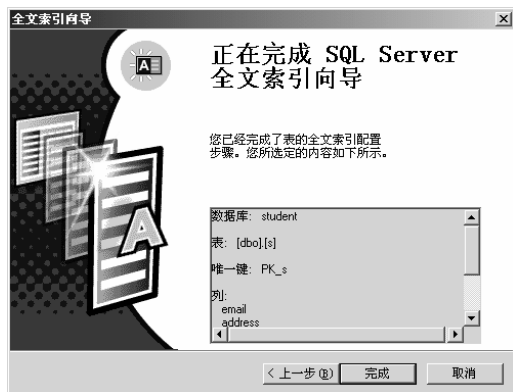 全文索引向导
正在完成 SQL Server
全文索引向导
您已经完成了表的全文索引配置
步骤。您所选定的内容如下所示。
数据库: student
表: [dbo].[s]
唯一键: PK_s
列:
email
address
< 上一步(B)
完成
取消